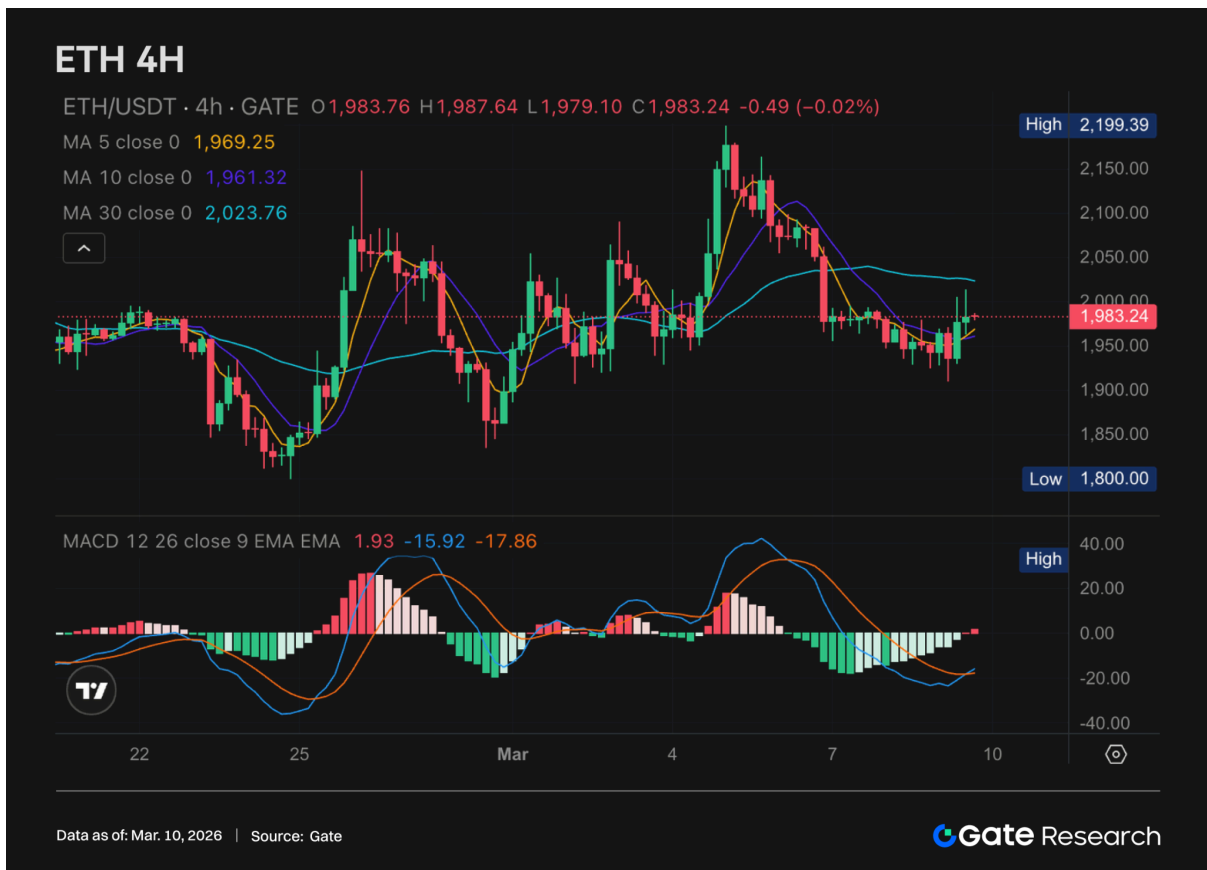 ETH 4H
ETH/USDT · 4h · GATE O1,983.76 H1,987.64 L1,979.10 C1,983.24 -0.49 (−0.02%)
MA 5 close 0 1,969.25
MA 10 close 0 1,961.32
MA 30 close 0 2,023.76
High 2,199.39
2,150.00
2,100.00
2,050.00
2,000.00
1,983.24
1,950.00
1,900.00
1,850.00
Low 1,800.00
MACD 12 26 close 9 EMA EMA 1.93 -15.92 -17.86
40.00
High
20.00
0.00
-20.00
-40.00
22 25 Mar 4 7 10
Data as of: Mar. 10, 2026 | Source: Gate
Gate Research